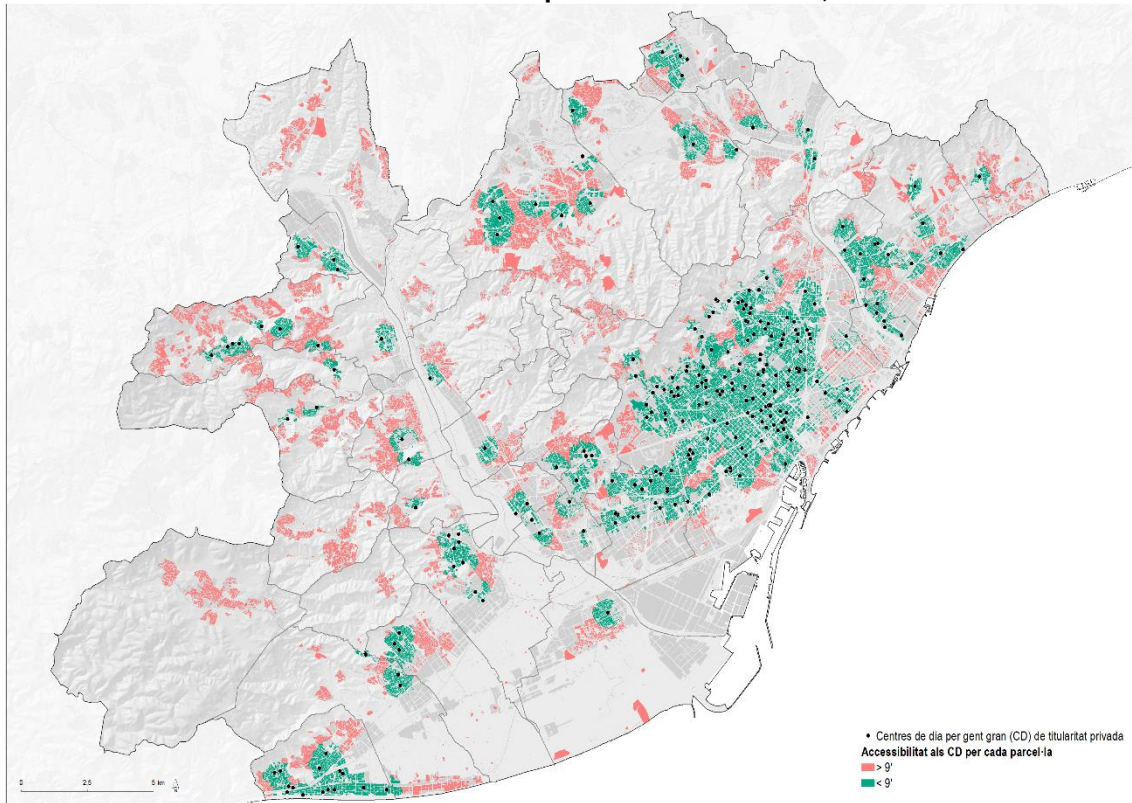 0 2.5 5 km
• Centres de dia per gent gran (CD) de titularitat privada
Accessibilitat als CD per cada parcel·la
> 9'
< 9'